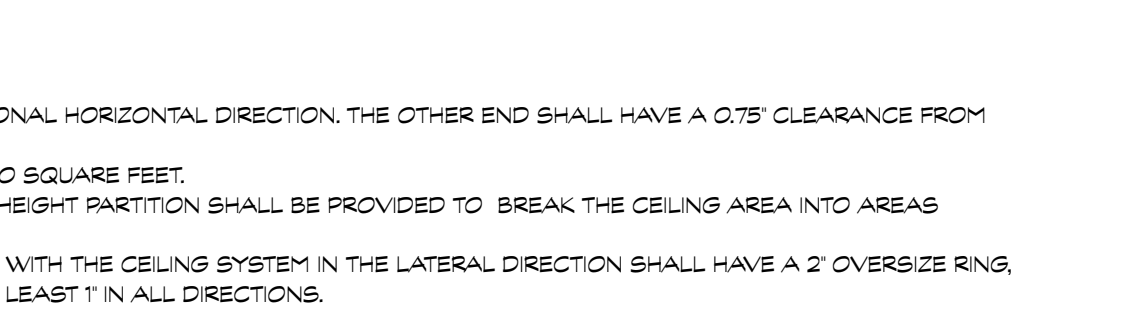 ONAL HORIZONTAL DIRECTION. THE OTHER END SHALL HAVE A 0.75" CLEARANCE FROM
0 SQUARE FEET.
HEIGHT PARTITION SHALL BE PROVIDED TO BREAK THE CEILING AREA INTO AREAS
WITH THE CEILING SYSTEM IN THE LATERAL DIRECTION SHALL HAVE A 2" OVERSIZE RING,
LEAST 1" IN ALL DIRECTIONS.